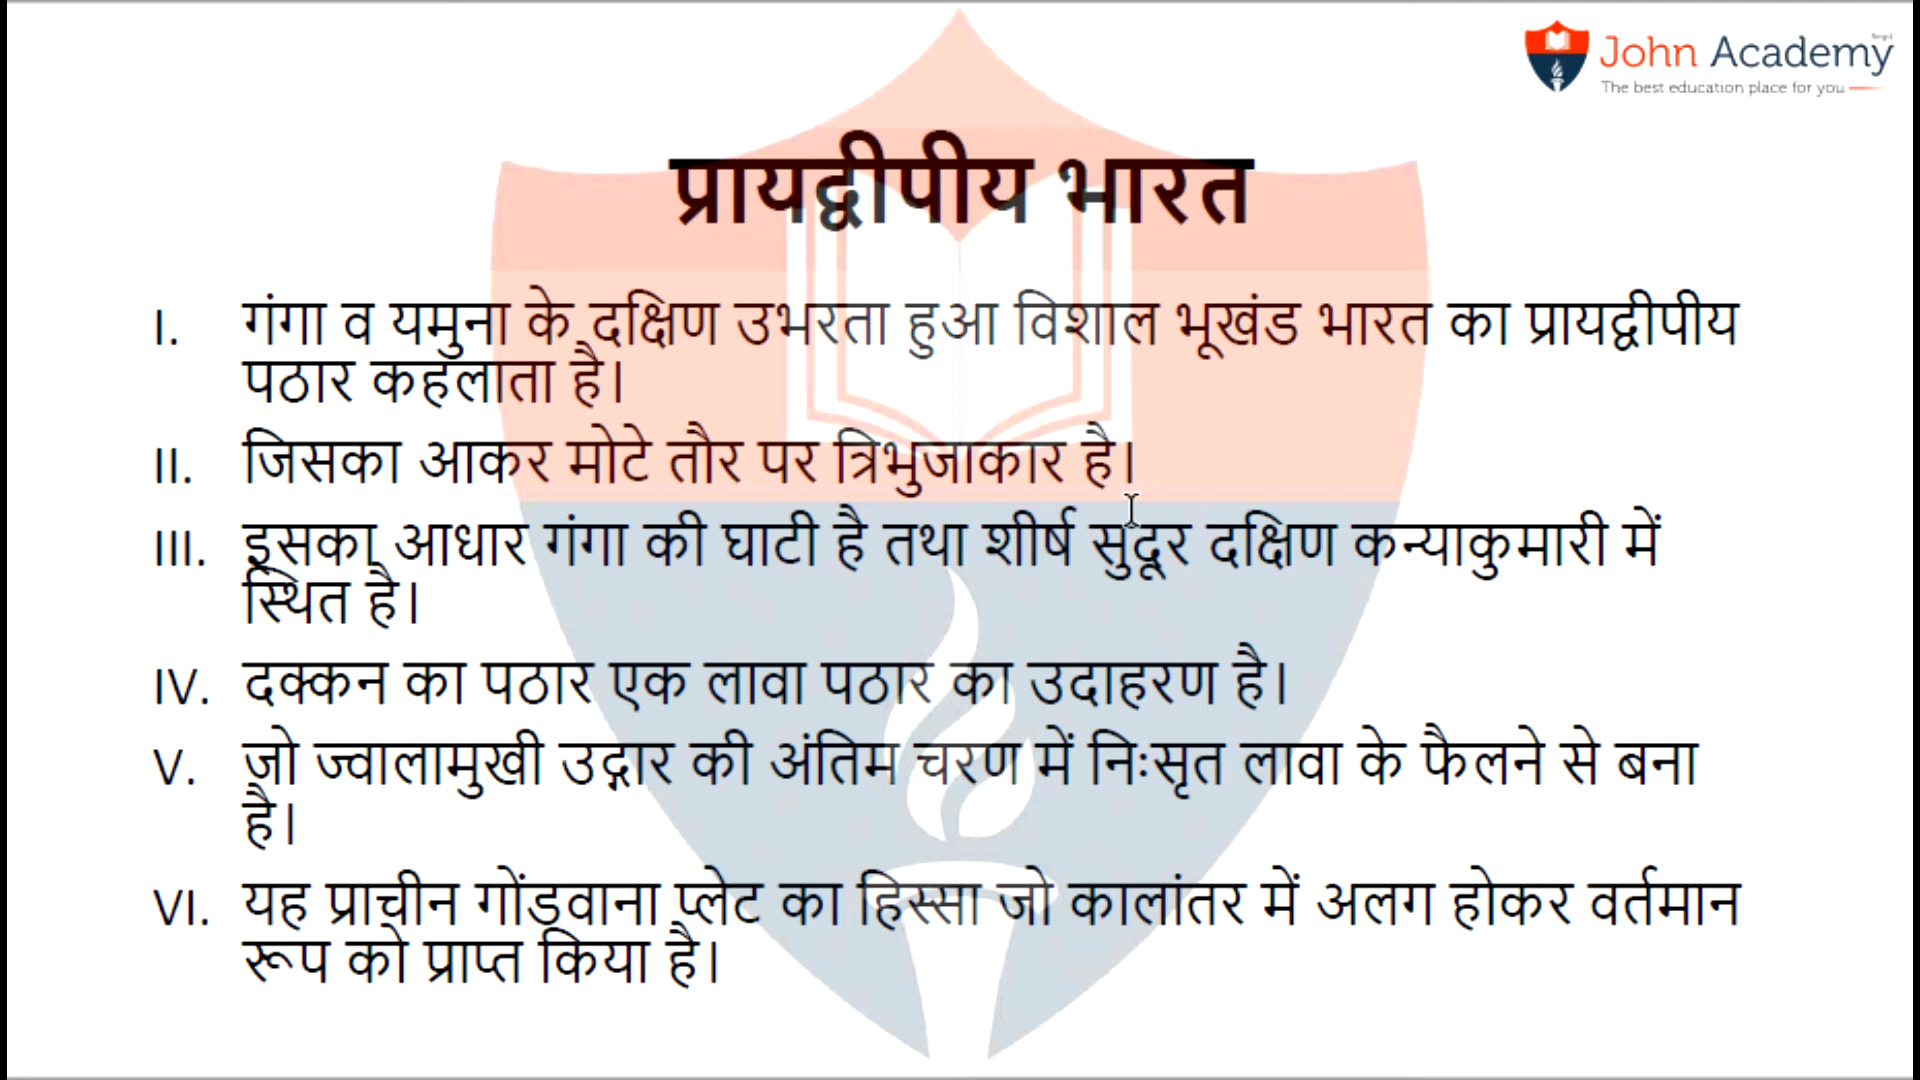 John Academy
The best education place for you
प्रायद्वीपीय भारत
I. गंगा व यमुना के दक्षिण उभरता हुआ विशाल भूखंड भारत का प्रायद्वीपीय
पठार कहलाता है।
II. जिसका आकर मोटे तौर पर त्रिभुजाकार है।
III. इसका आधार गंगा की घाटी है तथा शीर्ष सुदूर दक्षिण कन्याकुमारी में
स्थित है।
IV. दक्कन का पठार एक लावा पठार का उदाहरण है।
V. जो ज्वालामुखी उद्गार की अंतिम चरण में निःसृत लावा के फैलने से बना
है।
VI. यह प्राचीन गोंडवाना प्लेट का हिस्सा जो कालांतर में अलग होकर वर्तमान
रूप को प्राप्त किया है।